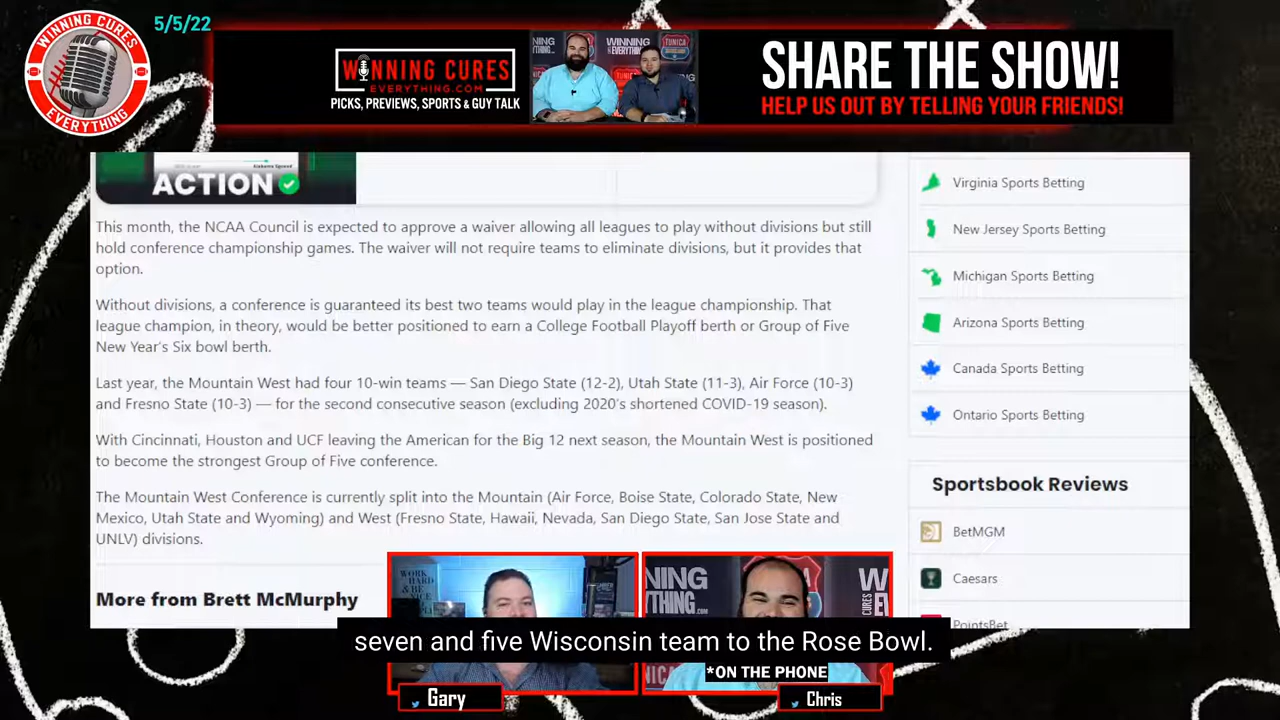 WINNING CURES
EVERYTHING
5/5/22
WINNING CURES
EVERYTHING.COM
PICKS, PREVIEWS, SPORTS & GUY TALK
SHARE THE SHOW!
HELP US OUT BY TELLING YOUR FRIENDS!
ACTION
This month, the NCAA Council is expected to approve a waiver allowing all leagues to play without divisions but still
hold conference championship games. The waiver will not require teams to eliminate divisions, but it provides that
option.
Without divisions, a conference is guaranteed its best two teams would play in the league championship. That
league champion, in theory, would be better positioned to earn a College Football Playoff berth or Group of Five
New Year's Six bowl berth.
Last year, the Mountain West had four 10-win teams — San Diego State (12-2), Utah State (11-3), Air Force (10-3)
and Fresno State (10-3) — for the second consecutive season (excluding 2020's shortened COVID-19 season).
With Cincinnati, Houston and UCF leaving the American for the Big 12 next season, the Mountain West is positioned
to become the strongest Group of Five conference.
The Mountain West Conference is currently split into the Mountain (Air Force, Boise State, Colorado State, New
Mexico, Utah State and Wyoming) and West (Fresno State, Hawaii, Nevada, San Diego State, San Jose State and
UNLV) divisions.
More from Brett McMurphy
Virginia Sports Betting
New Jersey Sports Betting
Michigan Sports Betting
Arizona Sports Betting
Canada Sports Betting
Ontario Sports Betting
Sportsbook Reviews
BetMGM
Caesars
PointsBet
seven and five Wisconsin team to the Rose Bowl.
*ON THE PHONE
Gary
Chris